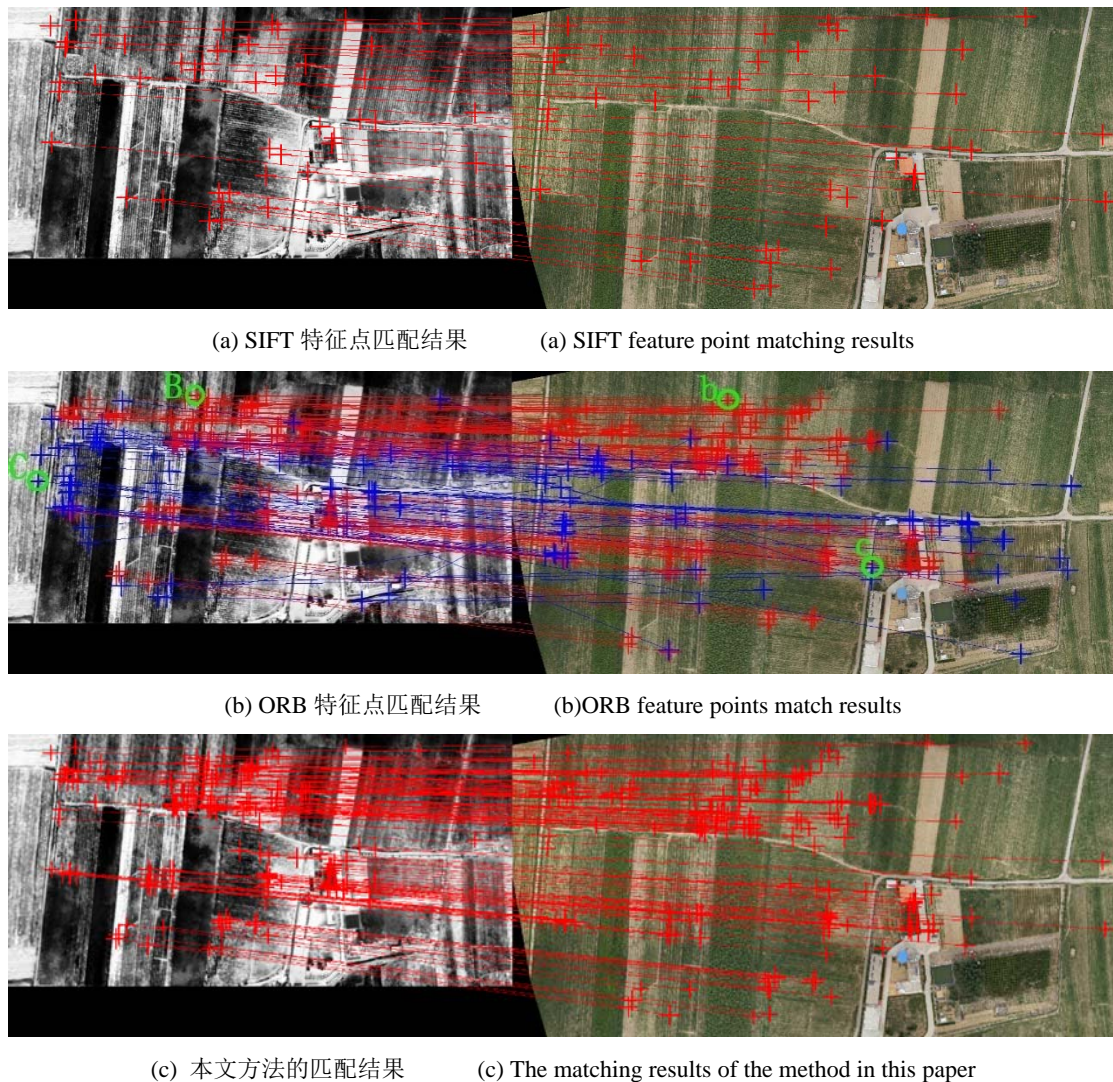 (a) SIFT 特征点匹配结果 (a) SIFT feature point matching results
B b
C c
(b) ORB 特征点匹配结果 (b)ORB feature points match results
(c) 本文方法的匹配结果 (c) The matching results of the method in this paper